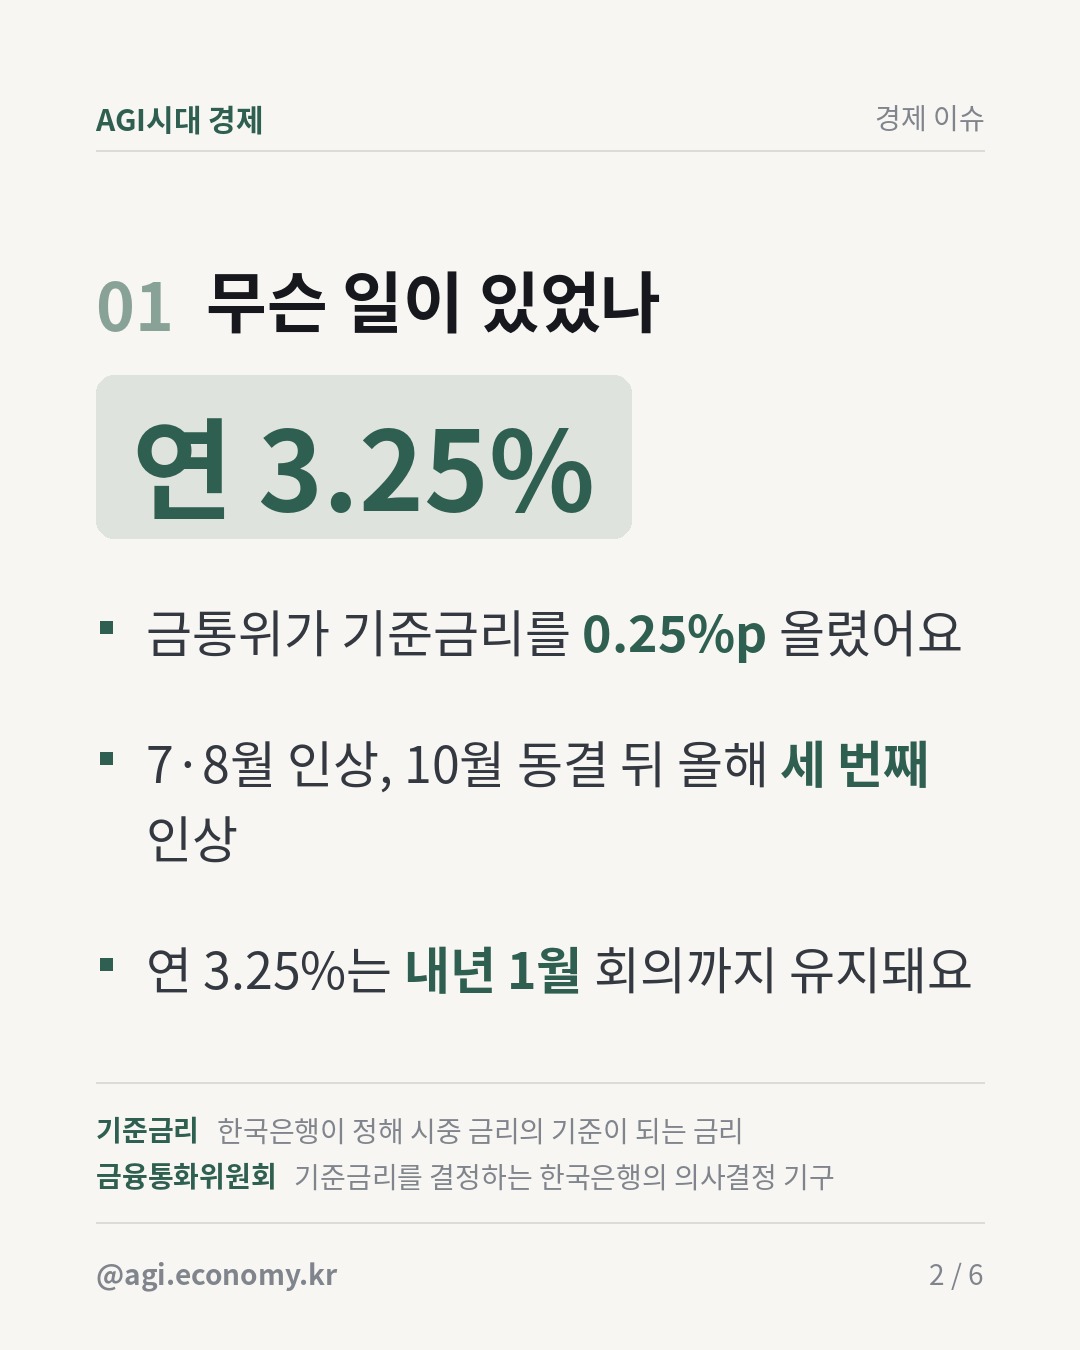 AGI시대 경제
경제 이슈
01 무슨 일이 있었나
연 3.25%
▪ 금통위가 기준금리를 0.25%p 올렸어요
▪ 7·8월 인상, 10월 동결 뒤 올해 세 번째
인상
▪ 연 3.25%는 내년 1월 회의까지 유지돼요
기준금리 한국은행이 정해 시중 금리의 기준이 되는 금리
금융통화위원회 기준금리를 결정하는 한국은행의 의사결정 기구
@agi.economy.kr
2 / 6